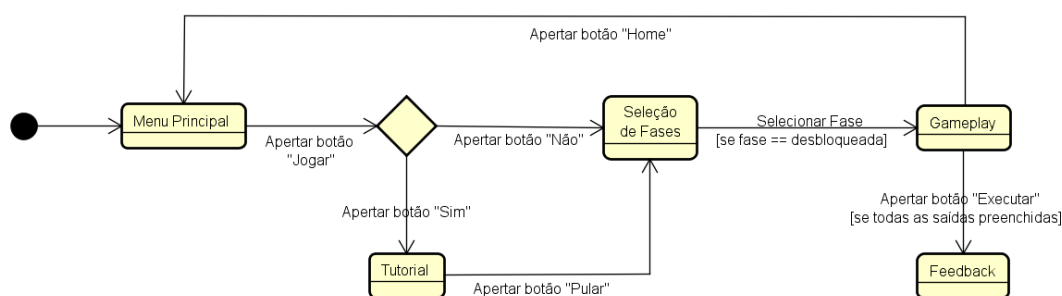 Apertar botão "Home"
Menu Principal
Apertar botão
"Jogar"
Apertar botão "Não"
Seleção
de Fases
Selecionar Fase
[se fase == desbloqueada]
Gameplay
Apertar botão "Sim"
Apertar botão "Executar"
[se todas as saídas preenchidas]
Tutorial
Apertar botão "Pular"
Feedback